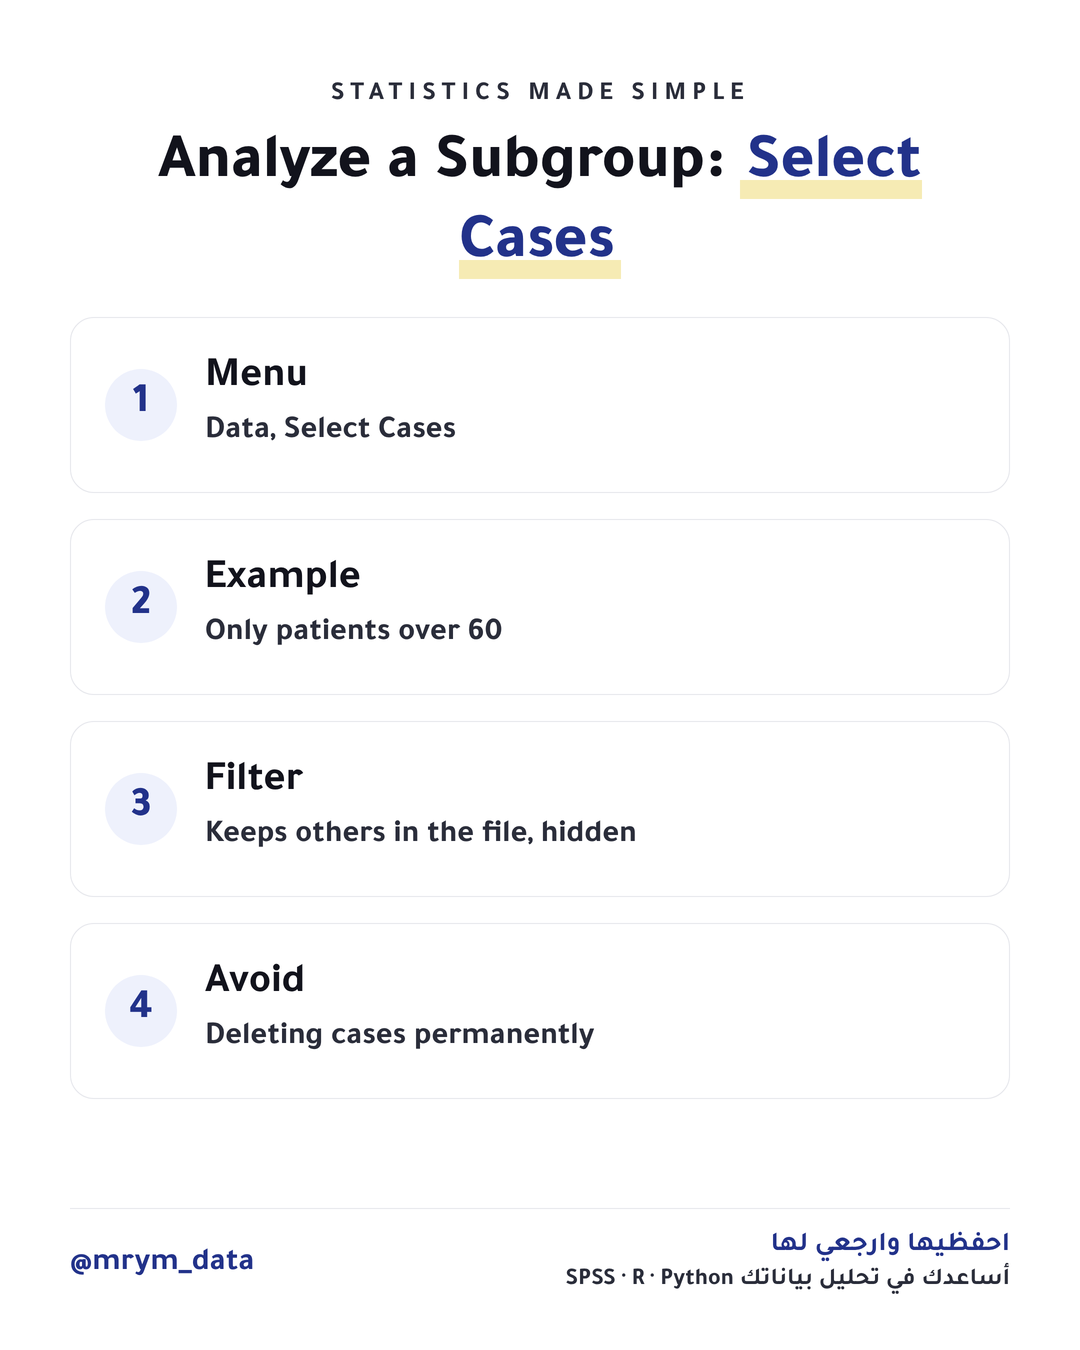 STATISTICS MADE SIMPLE
Analyze a Subgroup: Select
Cases
1
Menu
Data, Select Cases
2
Example
Only patients over 60
3
Filter
Keeps others in the file, hidden
4
Avoid
Deleting cases permanently
@mrym_data
احفظيها وارجعي لها
أساعدك في تحليل بياناتك SPSS · R · Python